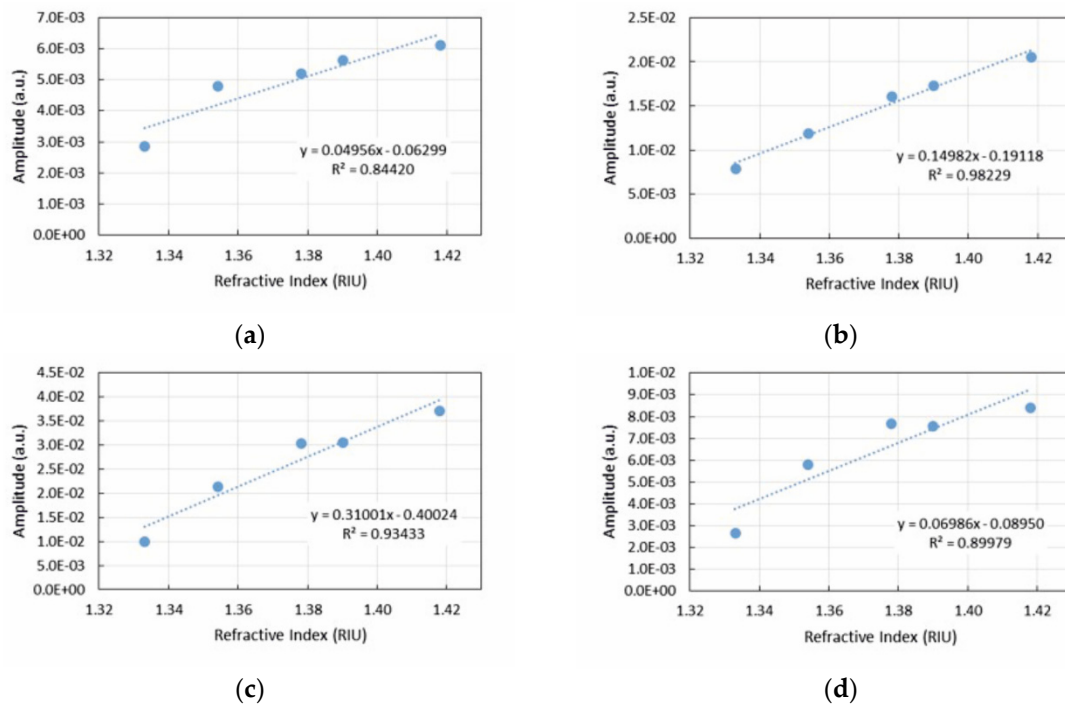 7.0E-03
6.0E-03
5.0E-03
4.0E-03
3.0E-03
2.0E-03
1.0E-03
0.0E+00
Amplitude (a.u.)
y = 0.04956x - 0.06299
R² = 0.84420
1.32 1.34 1.36 1.38 1.40 1.42
Refractive Index (RIU)
(a)
2.5E-02
2.0E-02
1.5E-02
1.0E-02
5.0E-03
0.0E+00
Amplitude (a.u.)
y = 0.14982x - 0.19118
R² = 0.98229
1.32 1.34 1.36 1.38 1.40 1.42
Refractive Index (RIU)
(b)
4.5E-02
4.0E-02
3.5E-02
3.0E-02
2.5E-02
2.0E-02
1.5E-02
1.0E-02
5.0E-03
0.0E+00
Amplitude (a.u.)
y = 0.31001x - 0.40024
R² = 0.93433
1.32 1.34 1.36 1.38 1.40 1.42
Refractive Index (RIU)
(c)
1.0E-02
9.0E-03
8.0E-03
7.0E-03
6.0E-03
5.0E-03
4.0E-03
3.0E-03
2.0E-03
1.0E-03
0.0E+00
Amplitude (a.u.)
y = 0.06986x - 0.08950
R² = 0.89979
1.32 1.34 1.36 1.38 1.40 1.42
Refractive Index (RIU)
(d)